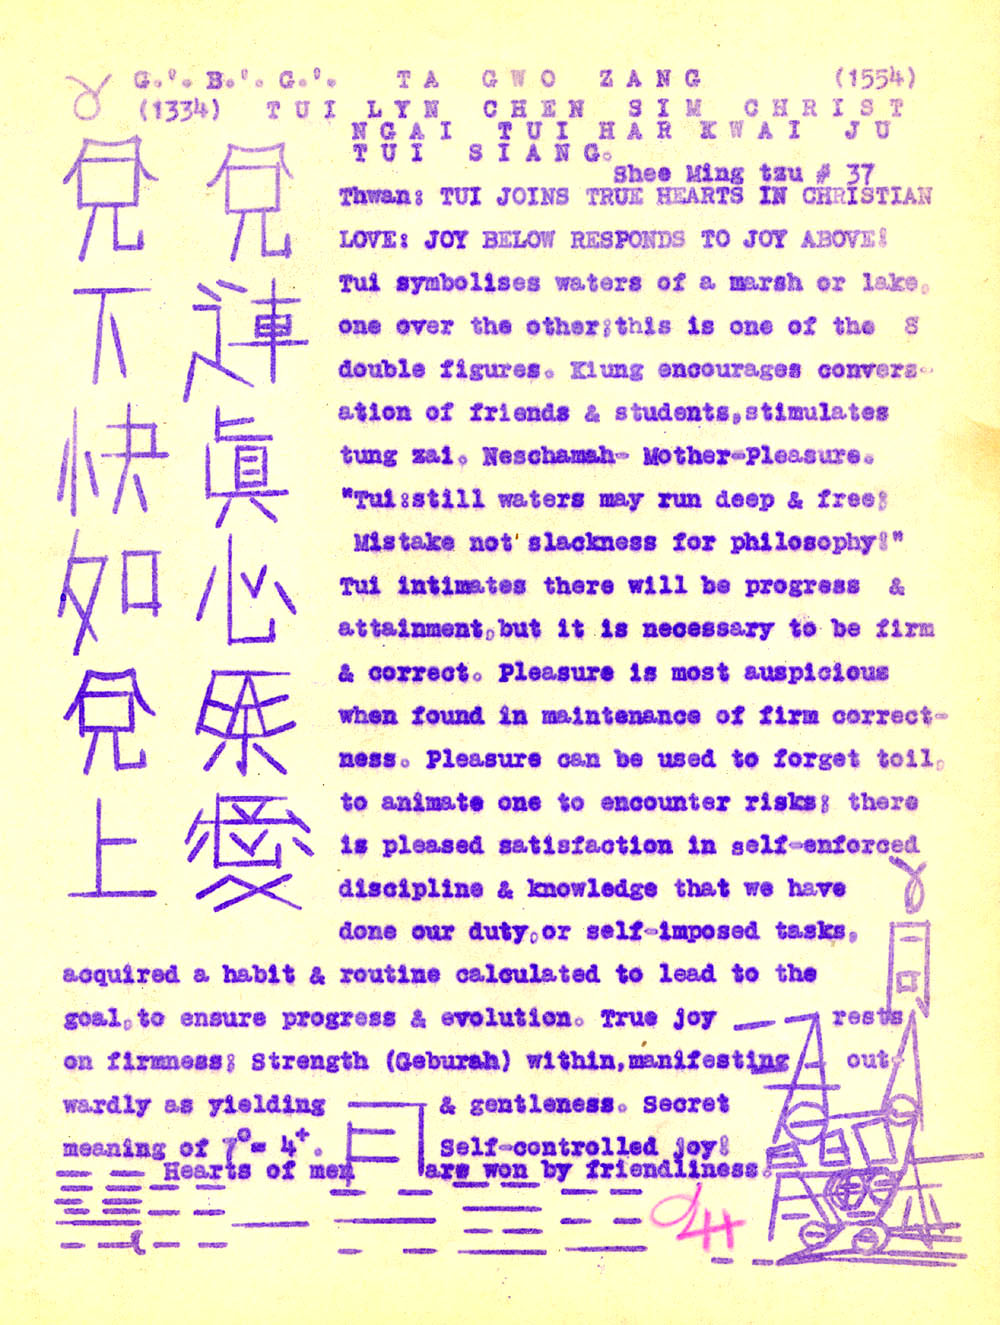 G.'. B.'. G.'. TA GWO ZANG (1554)
(1334) TUI LYN CHEN SIM CHRIST
NGAI TUI HAR KWAI JU
TUI SIANG.
Shee Ming tzu # 37
Thwan: TUI JOINS TRUE HEARTS IN CHRISTIAN
LOVE: JOY BELOW RESPONDS TO JOY ABOVE!
Tui symbolises waters of a marsh or lake,
one over the other;this is one of the 8
double figures. Klung encourages convers-
ation of friends & students,stimulates
tung zai. Neschamah- Mother-Pleasure.
"Tui:still waters may run deep & free;
Mistake not slackness for philosophy!"
Tui intimates there will be progress &
attainment,but it is necessary to be firm
& correct. Pleasure is most auspicious
when found in maintenance of firm correct-
ness. Pleasure can be used to forget toil,
to animate one to encounter risks; there
is pleased satisfaction in self-enforced
discipline & knowledge that we have
done our duty,or self-imposed tasks,
acquired a habit & routine calculated to lead to the
goal,to ensure progress & evolution. True joy rests
on firmness; Strength (Geburah) within,manifesting out-
wardly as yielding & gentleness. Secret
meaning of 7°= 4+. Self-controlled joy!
Hearts of men are won by friendliness.
兌 連 眞 心 愛
兌 下 快 如 兌 上